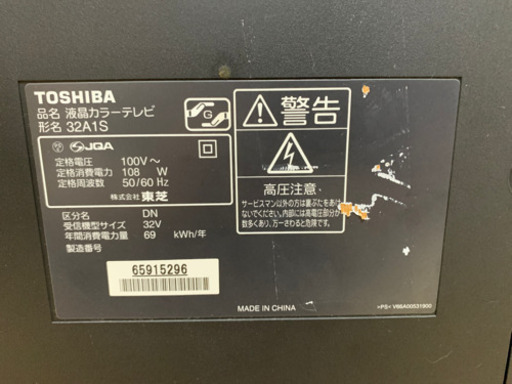 TOSHIBA
品名 液晶カラーテレビ
形名 32A1S
JQA
定格電圧 100V～
定格消費電力 108 W
定格周波数 50/60 Hz
株式会社 東芝
区分名 DN
受信機型サイズ 32V
年間消費電力量 69 kWh/年
製造番号
65915296
G
警告
高圧注意
サービスマン以外の方は裏ぶたをあけ
ないでください。内部には高電圧部分が
数多くあり、万一さわると危険です。
MADE IN CHINA
>PS< V66A00531900